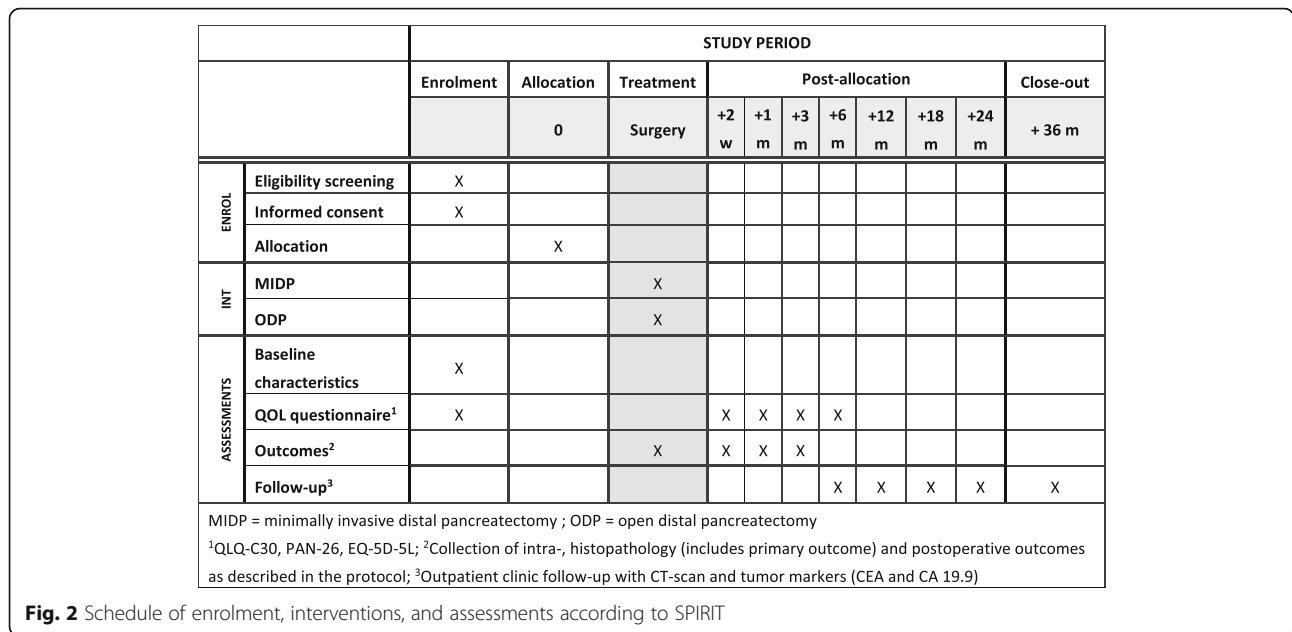 STUDY PERIOD
Enrolment Allocation Treatment Post-allocation Close-out
0 Surgery +2 w +1 m +3 m +6 m +12 m +18 m +24 m + 36 m
ENROL
Eligibility screening X
Informed consent X
Allocation X
INT
MIDP X
ODP X
ASSESSMENTS
Baseline
characteristics X
QOL questionnaire¹ X X X X X
Outcomes² X X X X
Follow-up³ X X X X X
MIDP = minimally invasive distal pancreatectomy ; ODP = open distal pancreatectomy
¹QLQ-C30, PAN-26, EQ-5D-5L; ²Collection of intra-, histopathology (includes primary outcome) and postoperative outcomes
as described in the protocol; ³Outpatient clinic follow-up with CT-scan and tumor markers (CEA and CA 19.9)
Fig. 2 Schedule of enrolment, interventions, and assessments according to SPIRIT